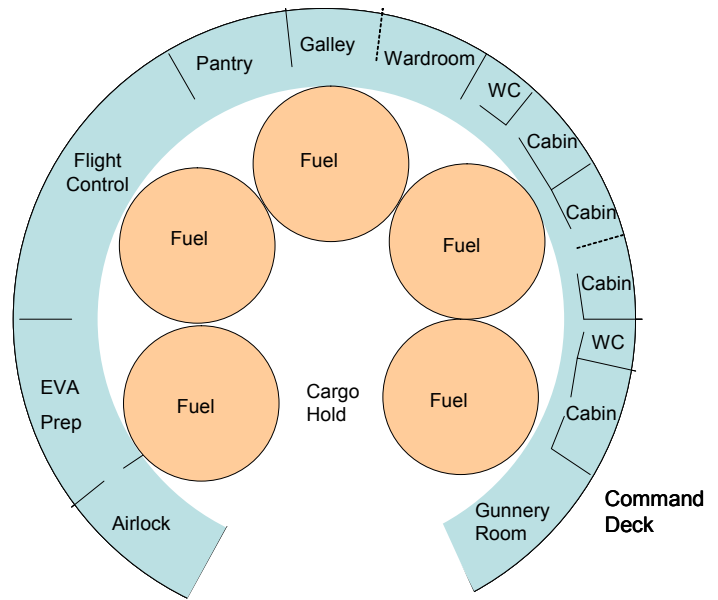 Galley
Pantry
Wardroom
WC
Cabin
Flight
Control
Fuel
Cabin
Fuel
Fuel
Cabin
WC
EVA
Prep
Fuel
Cargo
Hold
Fuel
Cabin
Airlock
Gunnery
Room
Command
Deck